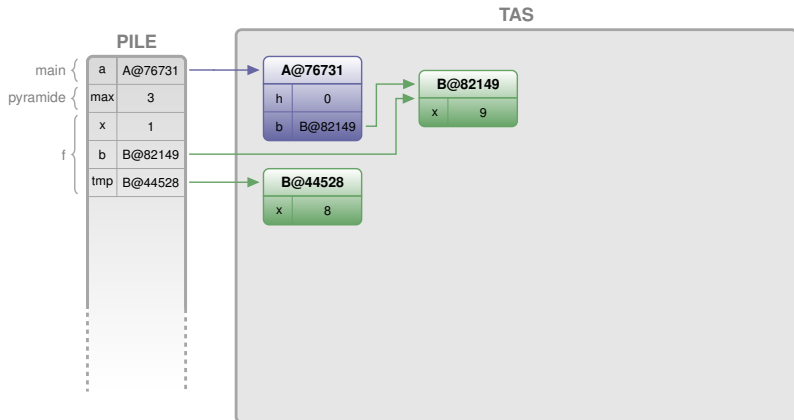 TAS
PILE
main a A@76731
pyramide max 3
f x 1
b B@82149
tmp B@44528
A@76731
h 0
b B@82149
B@82149
x 9
B@44528
x 8